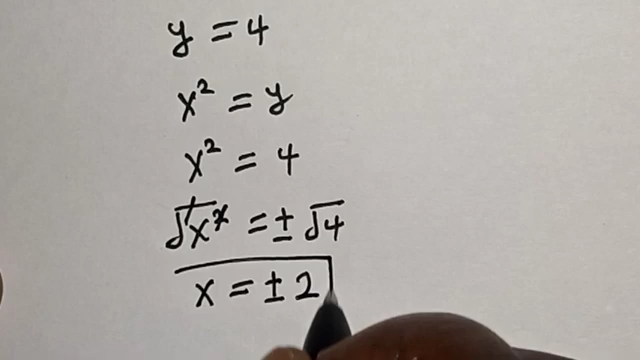 y = 4
x² = y
x² = 4
√x² = ± √4
x = ± 2